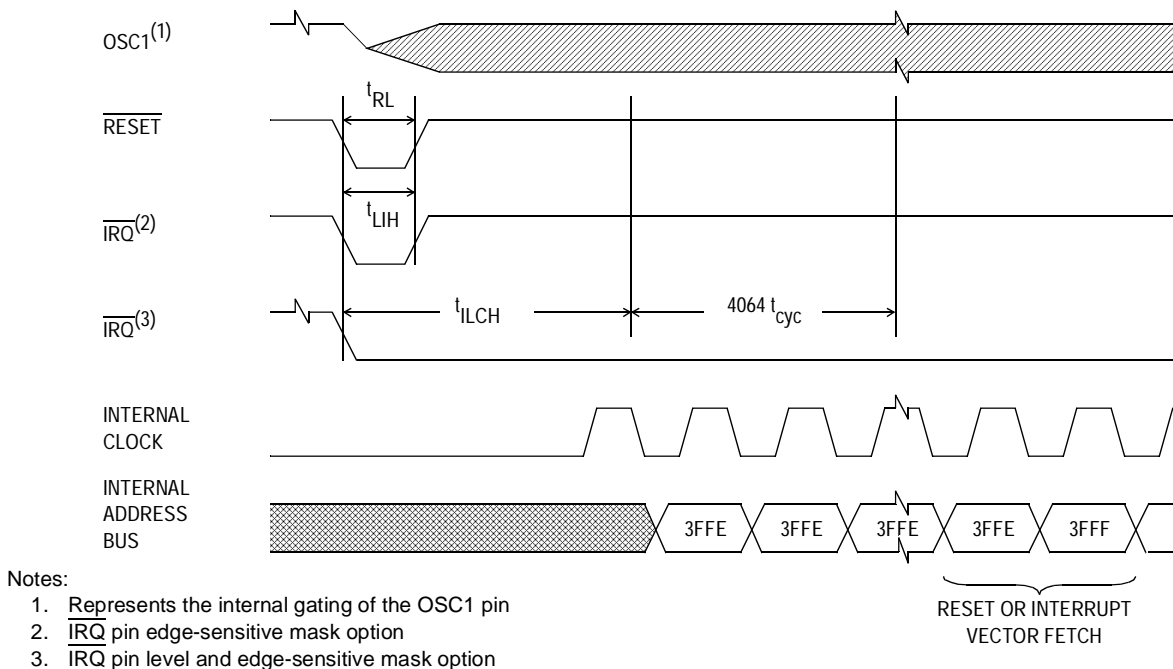 OSC1(1)
tRL
RESET
tLIH
IRQ(2)
tILCH
4064 tcyc
IRQ(3)
INTERNAL
CLOCK
INTERNAL
ADDRESS
BUS
3FFE 3FFE 3FFE 3FFE 3FFF
Notes:
1. Represents the internal gating of the OSC1 pin
2. IRQ pin edge-sensitive mask option
3. IRQ pin level and edge-sensitive mask option
RESET OR INTERRUPT
VECTOR FETCH